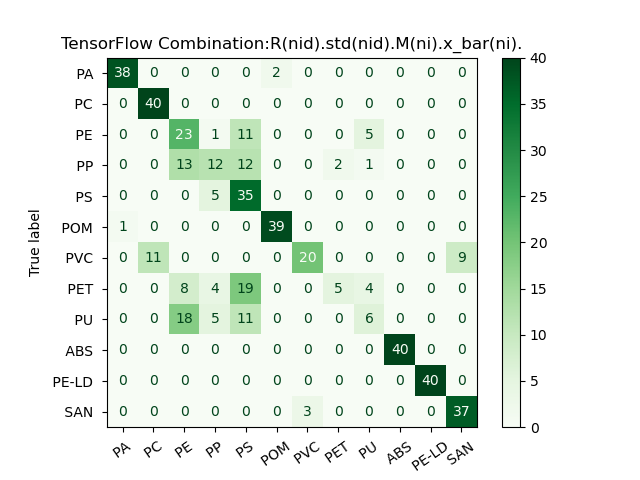 TensorFlow Combination:R(nid).std(nid).M(ni).x_bar(ni).
PA 38 0 0 0 0 2 0 0 0 0 0 0
PC 0 40 0 0 0 0 0 0 0 0 0 0
PE 0 0 23 1 11 0 0 0 5 0 0 0
PP 0 0 13 12 12 0 0 2 1 0 0 0
PS 0 0 0 5 35 0 0 0 0 0 0 0
POM 1 0 0 0 0 39 0 0 0 0 0 0
PVC 0 11 0 0 0 0 20 0 0 0 0 9
PET 0 0 8 4 19 0 0 5 4 0 0 0
PU 0 0 18 5 11 0 0 0 6 0 0 0
ABS 0 0 0 0 0 0 0 0 0 40 0 0
PE-LD 0 0 0 0 0 0 0 0 0 0 40 0
SAN 0 0 0 0 0 0 3 0 0 0 0 37
PA PC PE PP PS POM PVC PET PU ABS PE-LD SAN
True label
40
35
30
25
20
15
10
5
0